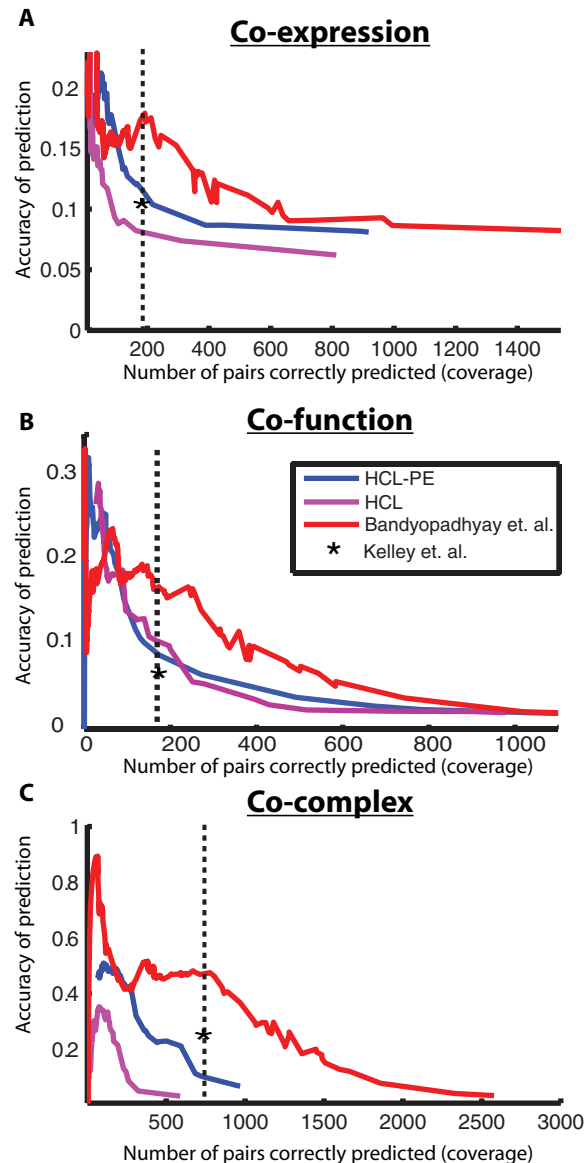 A
Co-expression
Accuracy of prediction
0.2
0.15
0.1
0.05
0
200
400
600
800
1000
1200
1400
Number of pairs correctly predicted (coverage)
*
B
Co-function
Accuracy of prediction
0.3
0.2
0.1
0
HCL-PE
HCL
Bandyopadhyay et. al.
* Kelley et. al.
*
0
200
400
600
800
1000
Number of pairs correctly predicted (coverage)
C
Co-complex
Accuracy of prediction
1
0.8
0.6
0.4
0.2
*
500
1000
1500
2000
2500
3000
Number of pairs correctly predicted (coverage)